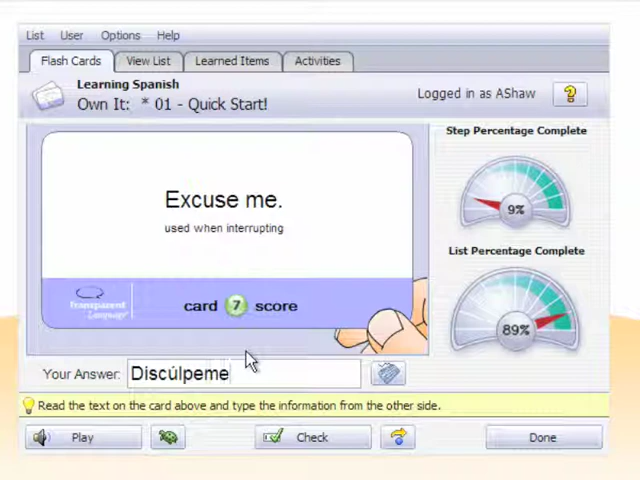 List User Options Help
Flash Cards View List Learned Items Activities
Learning Spanish
Own It: * 01 - Quick Start!
Logged in as AShaw
?
Step Percentage Complete
9%
List Percentage Complete
89%
Excuse me.
used when interrupting
Transparent
Language
card 7 score
Your Answer: Discúlpeme
Read the text on the card above and type the information from the other side.
Play Check Done